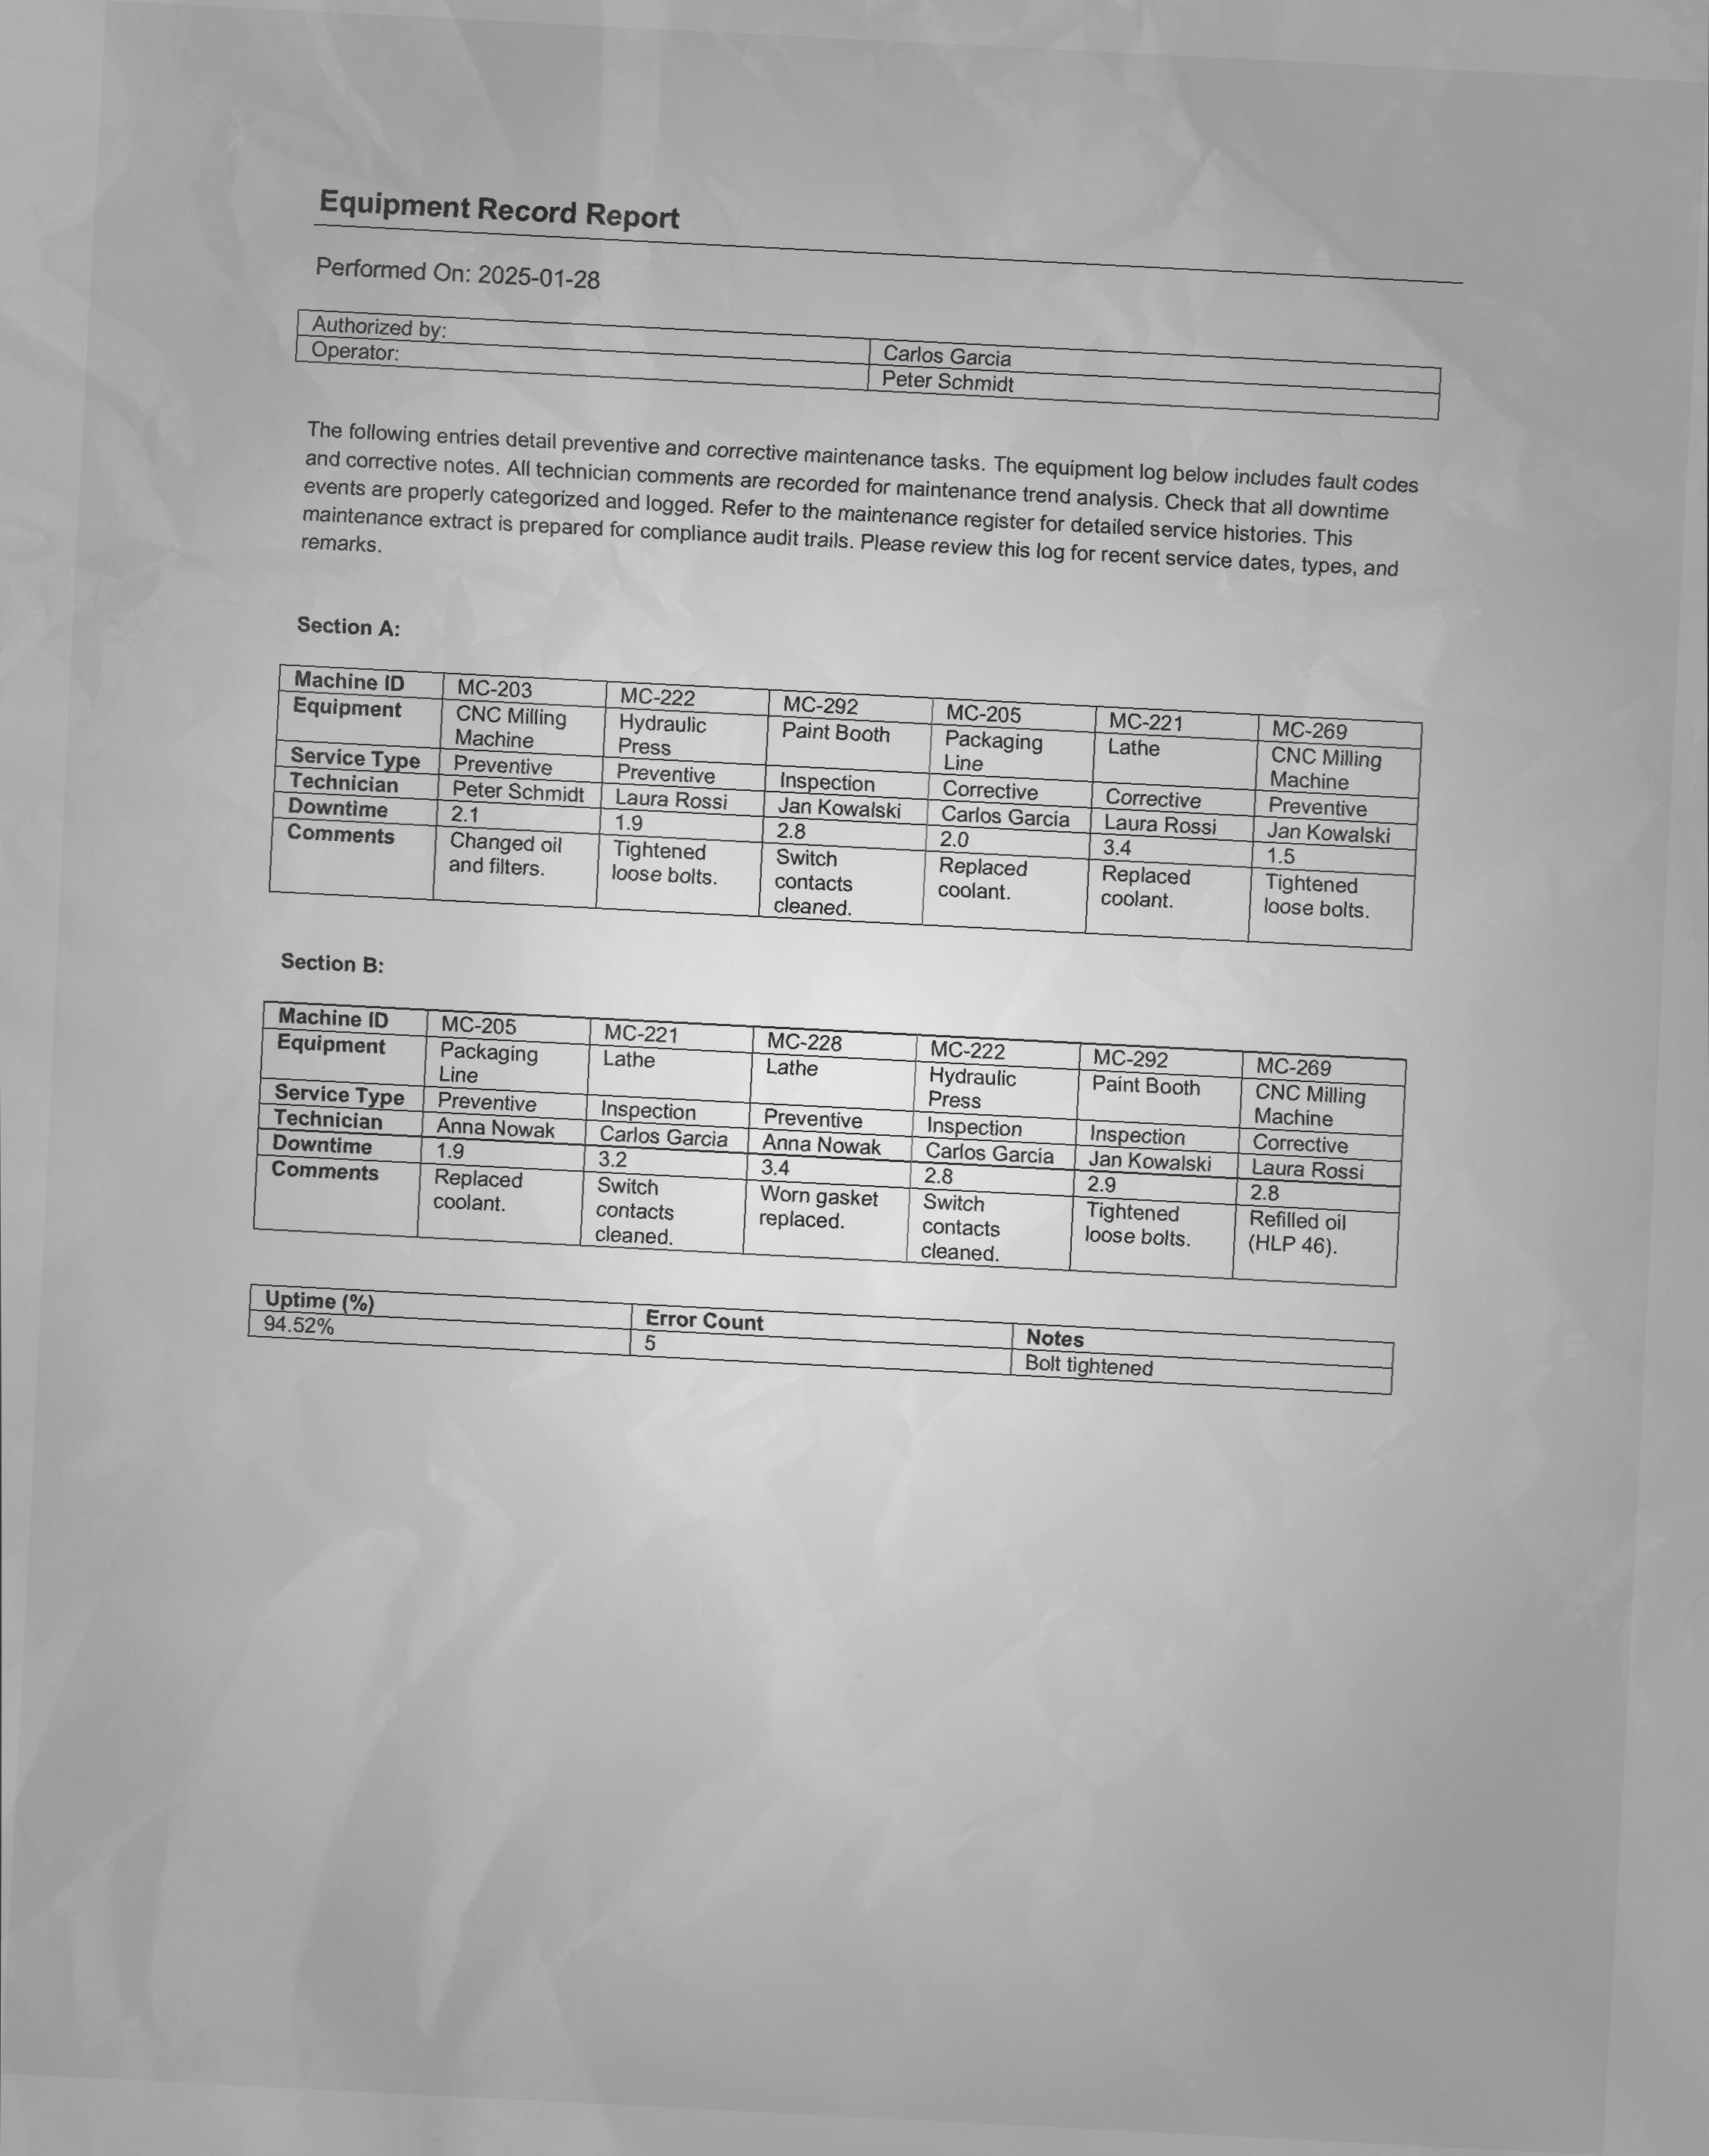 Equipment Record Report
Performed On: 2025-01-28
Authorized by: Carlos Garcia
Operator: Peter Schmidt
The following entries detail preventive and corrective maintenance tasks. The equipment log below includes fault codes
and corrective notes. All technician comments are recorded for maintenance trend analysis. Check that all downtime
events are properly categorized and logged. Refer to the maintenance register for detailed service histories. This
maintenance extract is prepared for compliance audit trails. Please review this log for recent service dates, types, and
remarks.
Section A:
Machine ID MC-203 MC-222 MC-292 MC-205 MC-221 MC-269
Equipment CNC Milling Hydraulic Paint Booth Packaging Lathe CNC Milling
Machine Press Line Machine
Service Type Preventive Preventive Inspection Corrective Corrective Preventive
Technician Peter Schmidt Laura Rossi Jan Kowalski Carlos Garcia Laura Rossi Jan Kowalski
Downtime 2.1 1.9 2.8 2.0 3.4 1.5
Comments Changed oil Tightened Switch Replaced Replaced Tightened
and filters. loose bolts. contacts coolant. coolant. loose bolts.
cleaned.
Section B:
Machine ID MC-205 MC-221 MC-228 MC-222 MC-292 MC-269
Equipment Packaging Lathe Lathe Hydraulic Paint Booth CNC Milling
Line Press Machine
Service Type Preventive Inspection Preventive Inspection Inspection Corrective
Technician Anna Nowak Carlos Garcia Anna Nowak Carlos Garcia Jan Kowalski Laura Rossi
Downtime 1.9 3.2 3.4 2.8 2.9 2.8
Comments Replaced Switch Worn gasket Switch Tightened Refilled oil
coolant. contacts replaced. contacts loose bolts. (HLP 46).
cleaned. cleaned.
Uptime (%) Error Count Notes
94.52% 5 Bolt tightened